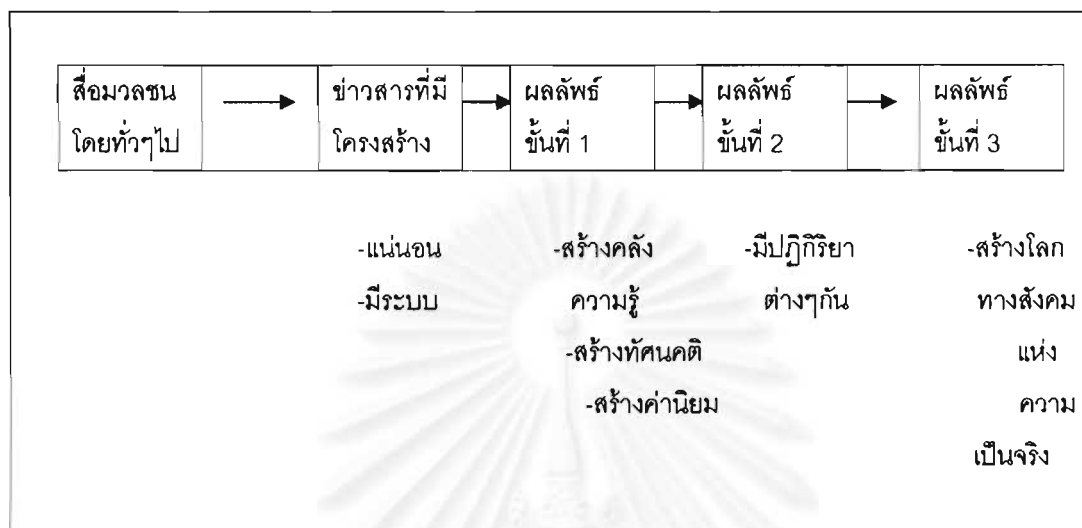 สื่อมวลชน ข่าวสารที่มี ผลลัพธ์ ผลลัพธ์ ผลลัพธ์
โดยทั่วๆไป โครงสร้าง ขั้นที่ 1 ขั้นที่ 2 ขั้นที่ 3
-แน่นอน -สร้างคลัง -มีปฏิกิริยา -สร้างโลก
-มีระบบ ความรู้ ต่างๆกัน ทางสังคม
-สร้างทัศนคติ แห่ง
-สร้างค่านิยม ความ
เป็นจริง